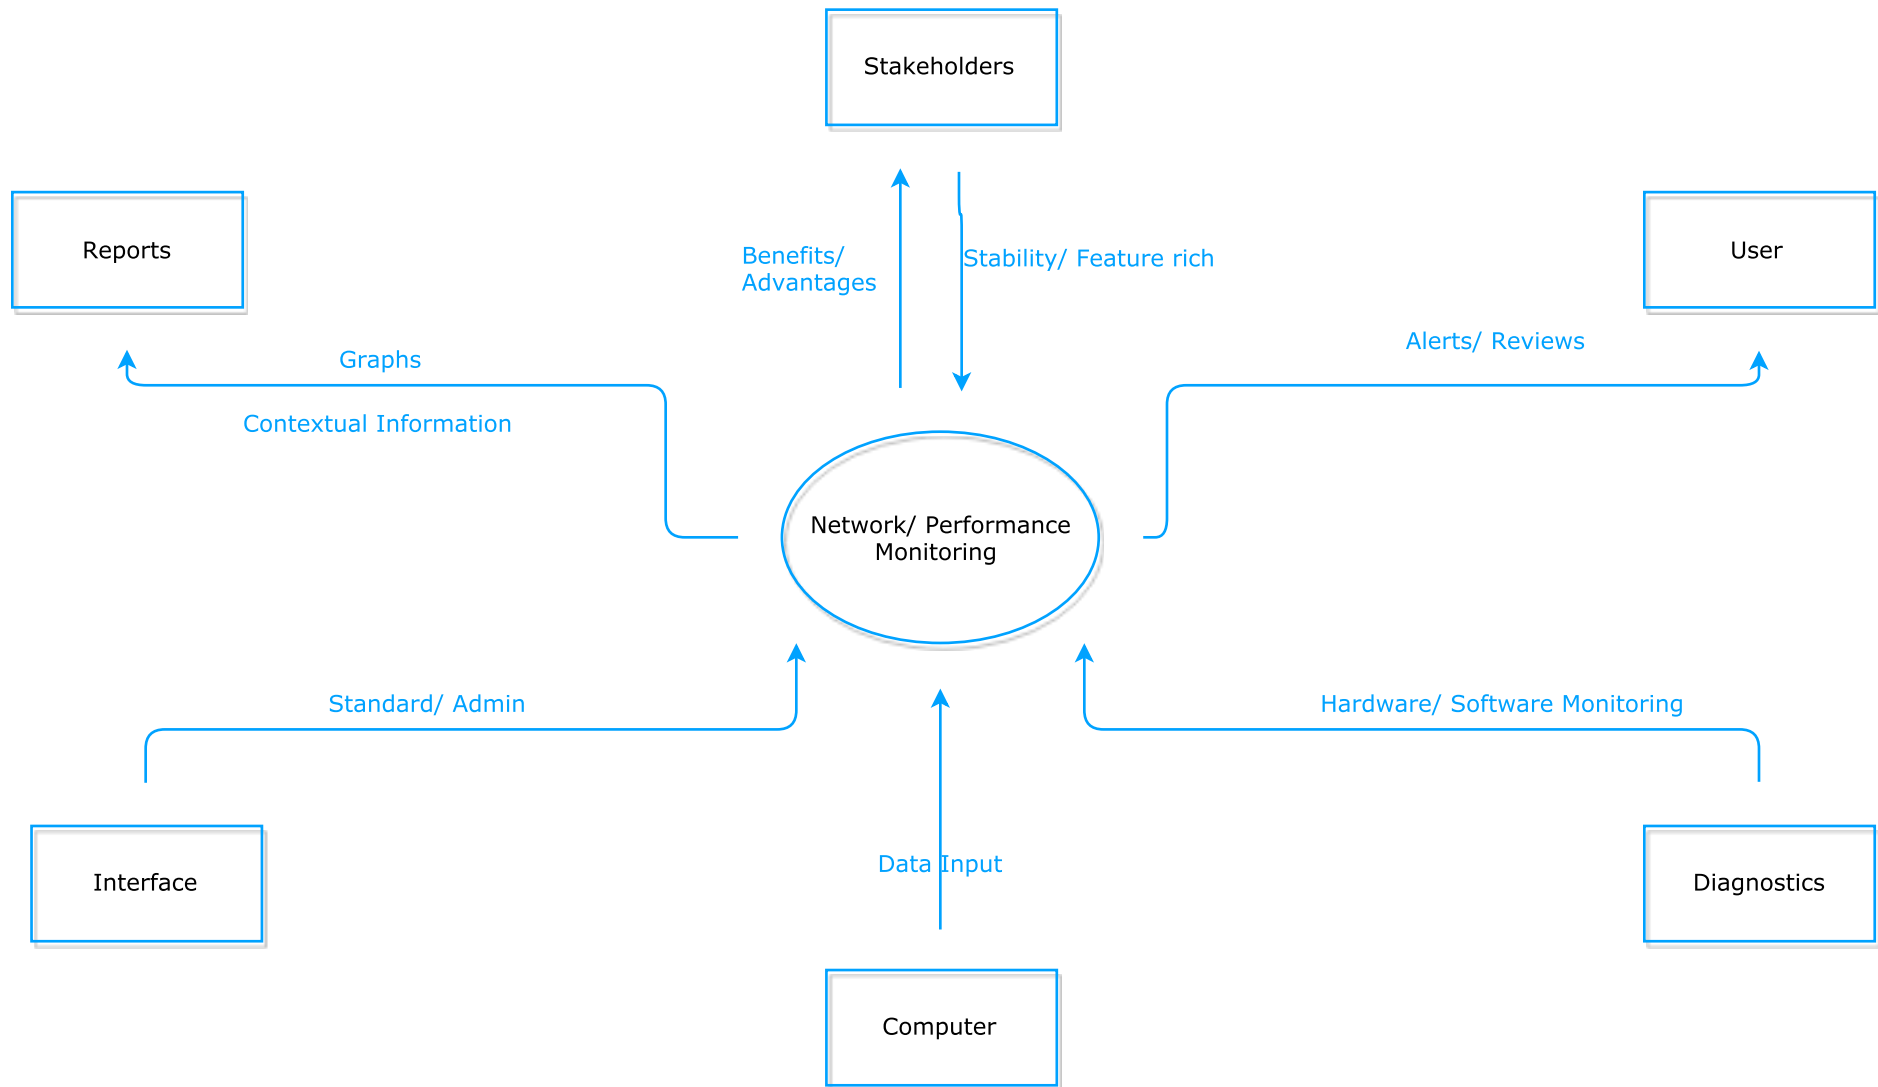 Stakeholders
Reports
User
Benefits/
Advantages
Stability/ Feature rich
Alerts/ Reviews
Graphs
Contextual Information
Network/ Performance
Monitoring
Standard/ Admin
Hardware/ Software Monitoring
Data Input
Interface
Diagnostics
Computer